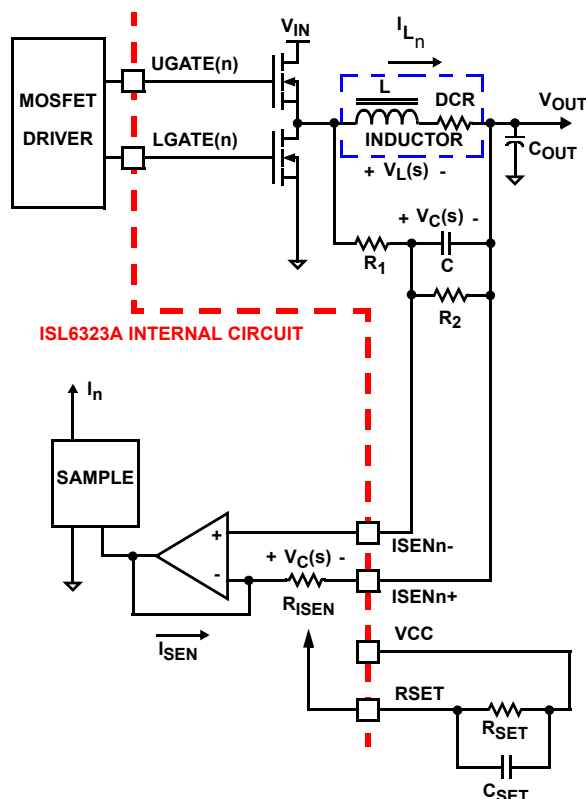 V_IN
I_Ln
MOSFET
DRIVER
UGATE(n)
LGATE(n)
L
DCR
INDUCTOR
V_OUT
C_OUT
+ V_L(s) -
+ V_C(s) -
R_1
C
R_2
ISL6323A INTERNAL CIRCUIT
I_n
SAMPLE
+
-
+ V_C(s) -
R_ISEN
I_SEN
ISENn-
ISENn+
VCC
RSET
R_SET
C_SET